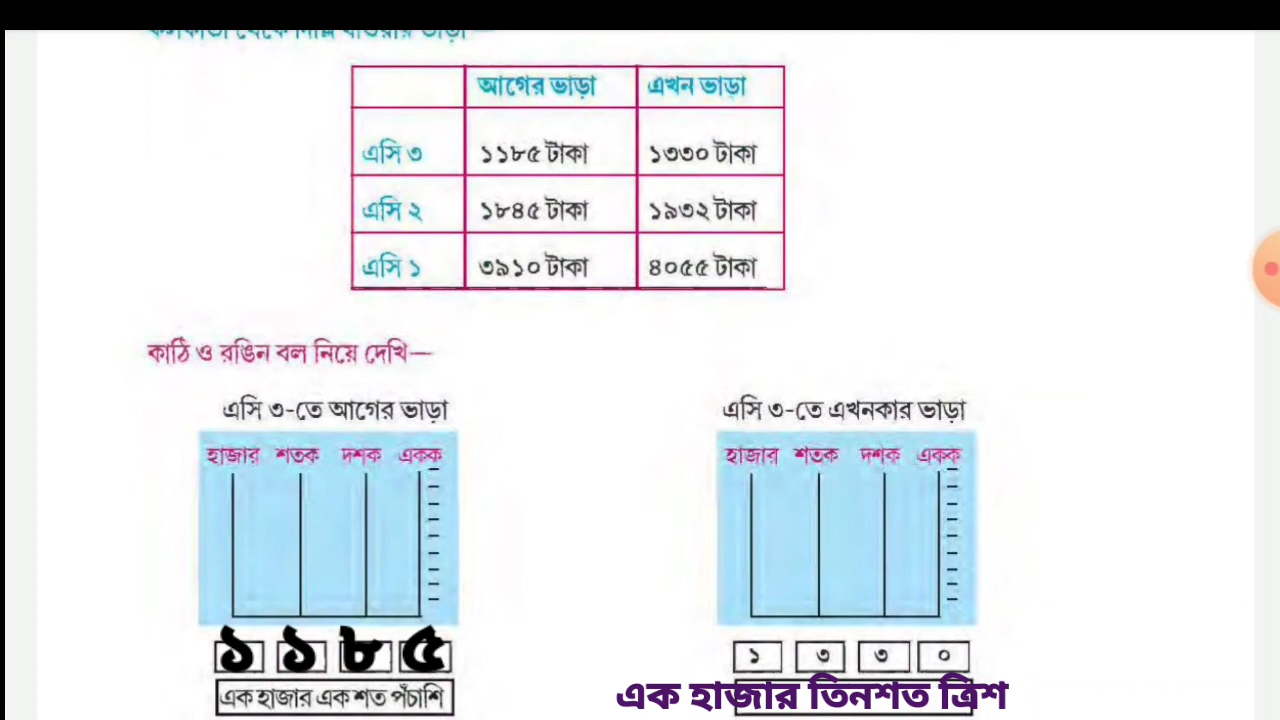 কলকাতা থেকে দিল্লি যাওয়ার ভাড়া—
আগের ভাড়া এখন ভাড়া
এসি ৩ ১১৮৫ টাকা ১৩৩০ টাকা
এসি ২ ১৮৪৫ টাকা ১৯৩২ টাকা
এসি ১ ৩৯১০ টাকা ৪০৫৫ টাকা
কাঠি ও রঙিন বল নিয়ে দেখি—
এসি ৩-তে আগের ভাড়া এসি ৩-তে এখনকার ভাড়া
হাজার শতক দশক একক হাজার শতক দশক একক
১ ১ ৮ ৫ ১ ৩ ৩ ০
এক হাজার এক শত পঁচাশি এক হাজার তিনশত ত্রিশ